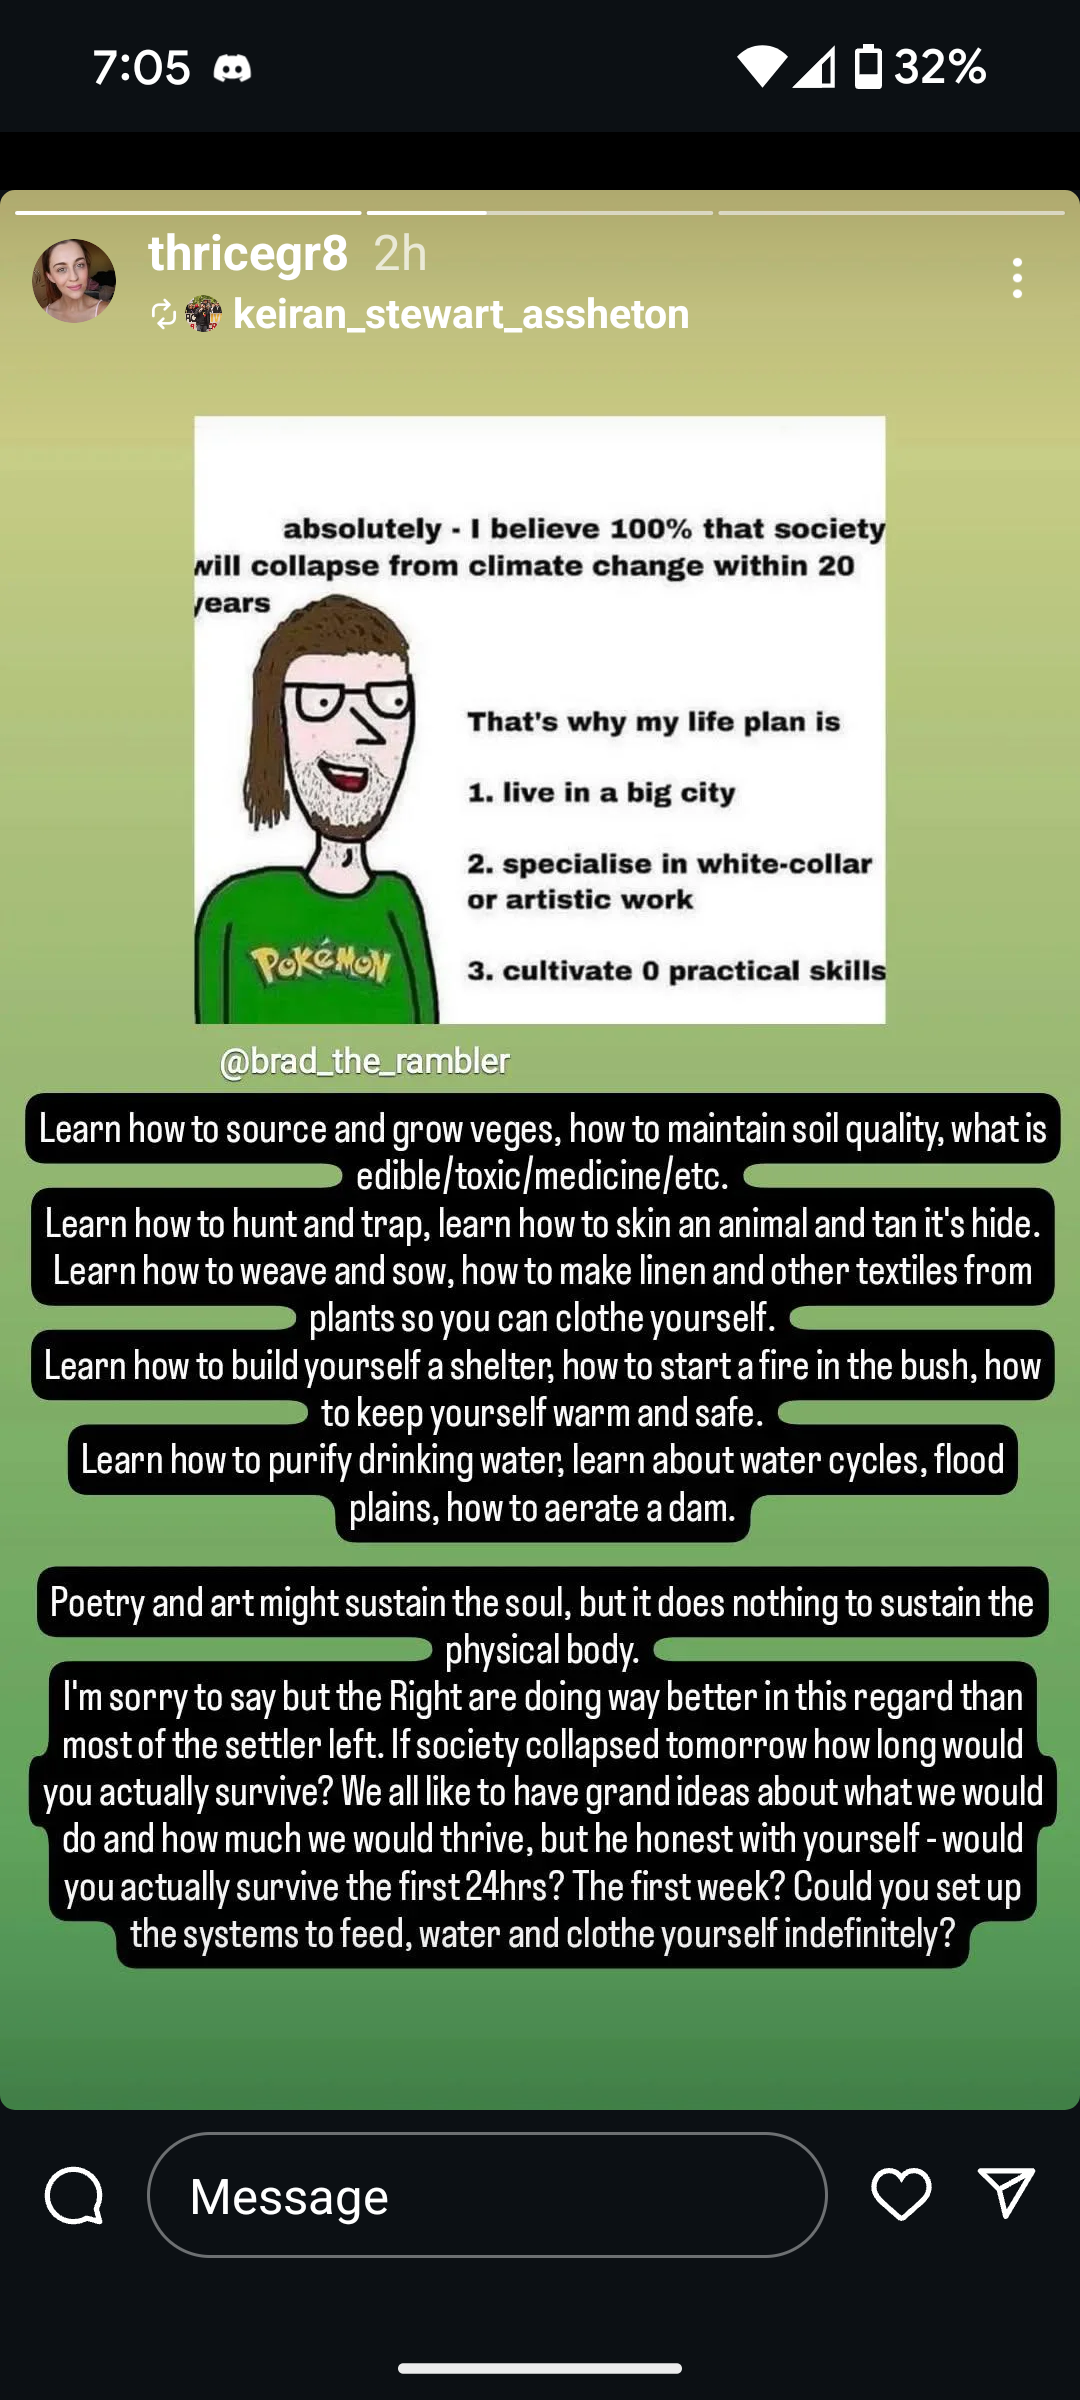 7:05
32%
thricegr8 2h
keiran_stewart_assheton
absolutely - I believe 100% that society
will collapse from climate change within 20
years
That's why my life plan is
1. live in a big city
2. specialise in white-collar
or artistic work
3. cultivate 0 practical skills
POKéMON
@brad_the_rambler
Learn how to source and grow veges, how to maintain soil quality, what is
edible/toxic/medicine/etc.
Learn how to hunt and trap, learn how to skin an animal and tan it's hide.
Learn how to weave and sow, how to make linen and other textiles from
plants so you can clothe yourself.
Learn how to build yourself a shelter, how to start a fire in the bush, how
to keep yourself warm and safe.
Learn how to purify drinking water, learn about water cycles, flood
plains, how to aerate a dam.
Poetry and art might sustain the soul, but it does nothing to sustain the
physical body.
I'm sorry to say but the Right are doing way better in this regard than
most of the settler left. If society collapsed tomorrow how long would
you actually survive? We all like to have grand ideas about what we would
do and how much we would thrive, but he honest with yourself - would
you actually survive the first 24hrs? The first week? Could you set up
the systems to feed, water and clothe yourself indefinitely?
Message